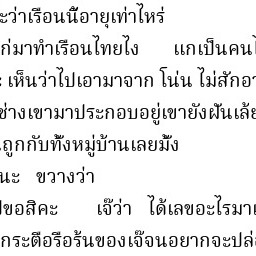 ะว่าเรือนนี้อายุเท่าไหร่
ก่มาทำเรือนไทยไง แกเป็นคนไ
ะ เห็นว่าไปเอามาจาก โน่น ไม่สักอา
ช่างเขามาประกอบอยู่เขายังฝันเล้ย
นถูกกับทั้งหมู่บ้านเลยมั้ง
นะ ขวางว่า
ปขอสิคะ เจ๊ว่า ได้เลขอะไรมาเ
กระตือรือร้นของเจ๊จนอยากจะปล่อ